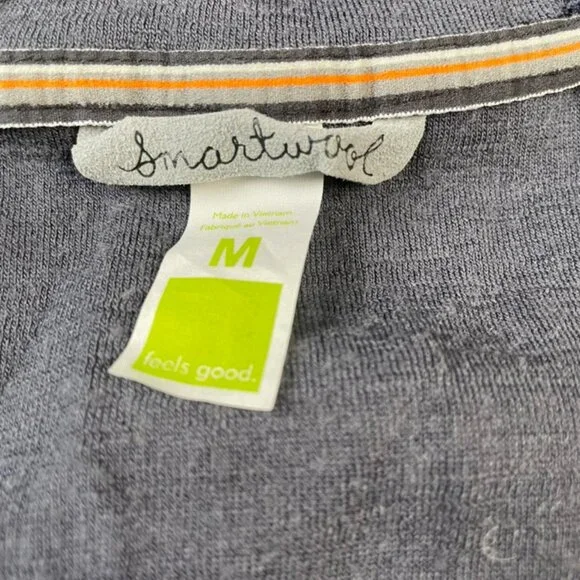 Smartwool
Made in Vietnam
Fabriqué au Vietnam
M
feels good.